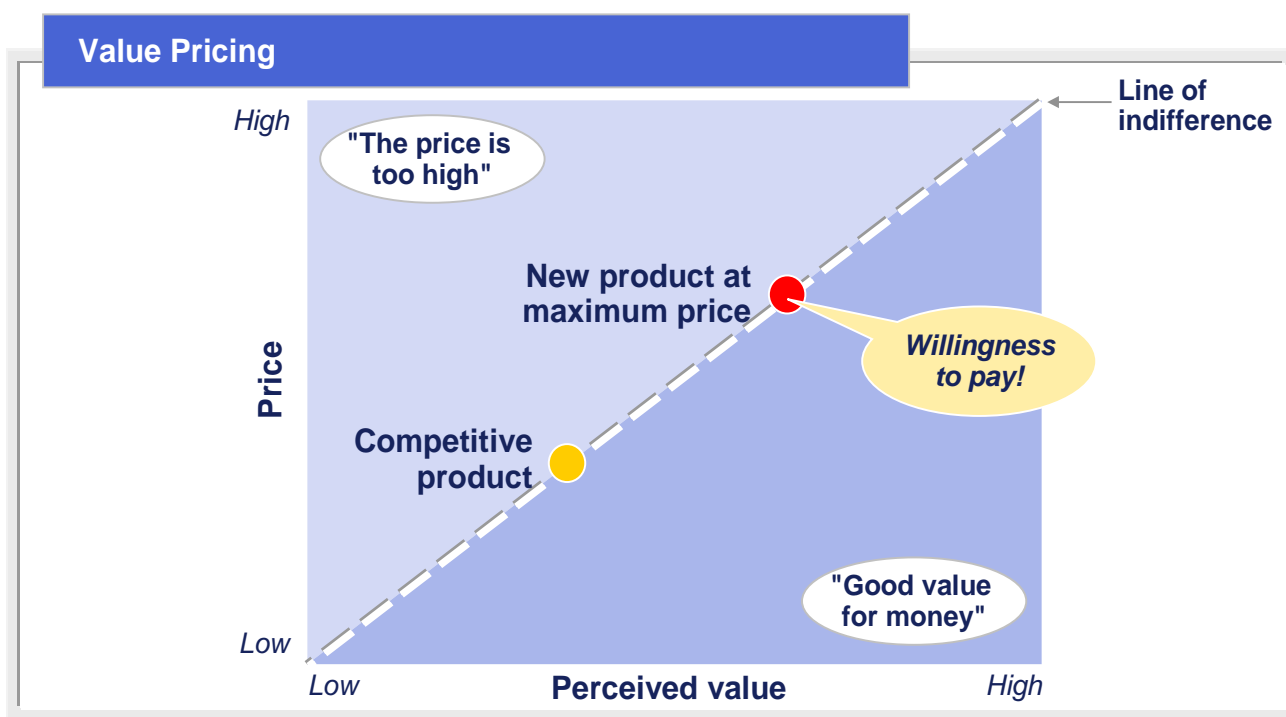 Value Pricing
Line of
indifference
High
"The price is
too high"
New product at
maximum price
Willingness
to pay!
Price
Competitive
product
"Good value
for money"
Low
Low
Perceived value
High